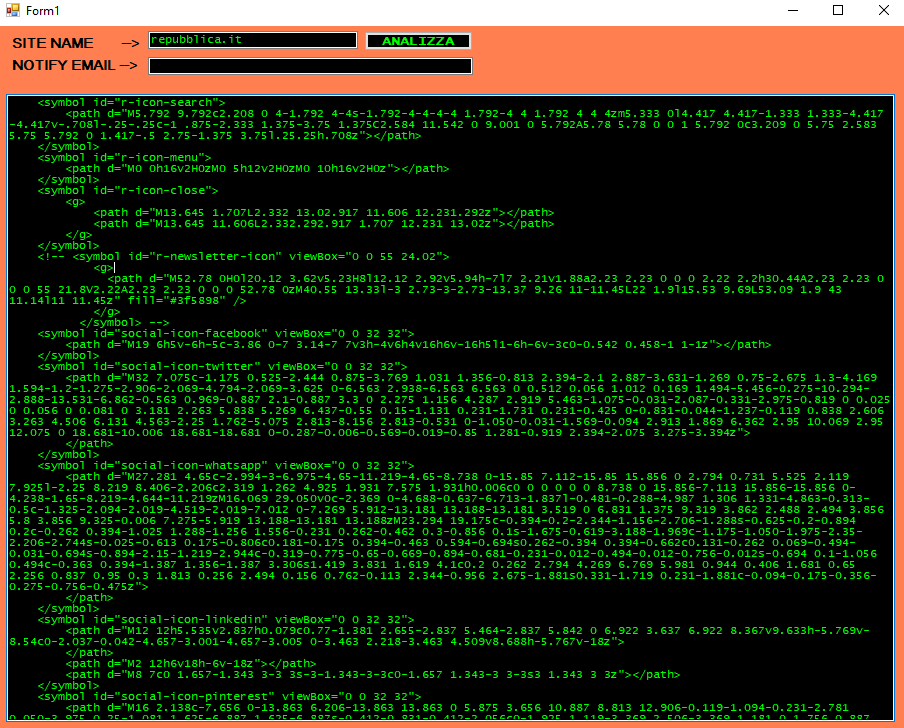 Form1
SITE NAME --> repubblica.it ANALIZZA
NOTIFY EMAIL -->
<symbol id="r-icon-search">
<path d="M5.792 9.792c2.208 0 4-1.792 4-4s-1.792-4-4-4-4 1.792-4 4 1.792 4 4 4zm5.333 0l4.417 4.417-1.333 1.333-4.417
-4.417v-.708l-.25-.25c-1 .875-2.333 1.375-3.75 1.375C2.584 11.542 0 9.001 0 5.792A5.78 5.78 0 0 1 5.792 0c3.209 0 5.75 2.583
5.75 5.792 0 1.417-.5 2.75-1.375 3.75l.25.25h.708z"></path>
</symbol>
<symbol id="r-icon-menu">
<path d="M0 0h16v2H0zM0 5h12v2H0zM0 10h16v2H0z"></path>
</symbol>
<symbol id="r-icon-close">
<g>
<path d="M13.645 1.707L2.332 13.02.917 11.606 12.231.292z"></path>
<path d="M13.645 11.606L2.332.292.917 1.707 12.231 13.02z"></path>
</g>
</symbol>
<!-- <symbol id="r-newsletter-icon" viewBox="0 0 55 24.02">
<g>
<path d="M52.78 0H0l20.12 3.62v5.23H8l12.12 2.92v5.94h-7l7 2.21v1.88a2.23 2.23 0 0 0 2.22 2.2h30.44A2.23 2.23 0
0 0 55 21.8V2.22A2.23 2.23 0 0 0 52.78 0zM40.55 13.33l-3 2.73-3-2.73-13.37 9.26 11-11.45L22 1.9l15.53 9.69L53.09 1.9 43
11.14l11 11.45z" fill="#3f5898" />
</g>
</symbol> -->
<symbol id="social-icon-facebook" viewBox="0 0 32 32">
<path d="M19 6h5v-6h-5c-3.86 0-7 3.14-7 7v3h-4v6h4v16h6v-16h5l1-6h-6v-3c0-0.542 0.458-1 1-1z"></path>
</symbol>
<symbol id="social-icon-twitter" viewBox="0 0 32 32">
<path d="M32 7.075c-1.175 0.525-2.444 0.875-3.769 1.031 1.356-0.813 2.394-2.1 2.887-3.631-1.269 0.75-2.675 1.3-4.169
1.594-1.2-1.275-2.906-2.069-4.794-2.069-3.625 0-6.563 2.938-6.563 6.563 0 0.512 0.056 1.012 0.169 1.494-5.456-0.275-10.294-
2.888-13.531-6.862-0.563 0.969-0.887 2.1-0.887 3.3 0 2.275 1.156 4.287 2.919 5.463-1.075-0.031-2.087-0.331-2.975-0.819 0 0.025
0 0.056 0 0.081 0 3.181 2.263 5.838 5.269 6.437-0.55 0.15-1.131 0.231-1.731 0.231-0.425 0-0.831-0.044-1.237-0.119 0.838 2.606
3.263 4.506 6.131 4.563-2.25 1.762-5.075 2.813-8.156 2.813-0.531 0-1.050-0.031-1.569-0.094 2.913 1.869 6.362 2.95 10.069 2.95
12.075 0 18.681-10.006 18.681-18.681 0-0.287-0.006-0.569-0.019-0.85 1.281-0.919 2.394-2.075 3.275-3.394z">
</path>
</symbol>
<symbol id="social-icon-whatsapp" viewBox="0 0 32 32">
<path d="M27.281 4.65c-2.994-3-6.975-4.65-11.219-4.65-8.738 0-15.85 7.112-15.85 15.856 0 2.794 0.731 5.525 2.119
7.925l-2.25 8.219 8.406-2.206c2.319 1.262 4.925 1.931 7.575 1.931h0.006c0 0 0 0 0 0 8.738 0 15.856-7.113 15.856-15.856 0-
4.238-1.65-8.219-4.644-11.219zM16.069 29.050v0c-2.369 0-4.688-0.637-6.713-1.837l-0.481-0.288-4.987 1.306 1.331-4.863-0.313-
0.5c-1.325-2.094-2.019-4.519-2.019-7.012 0-7.269 5.912-13.181 13.188-13.181 3.519 0 6.831 1.375 9.319 3.862 2.488 2.494 3.856
5.8 3.856 9.325-0.006 7.275-5.919 13.188-13.181 13.188zM23.294 19.175c-0.394-0.2-2.344-1.156-2.706-1.288s-0.625-0.2-0.894
0.2c-0.262 0.394-1.025 1.288-1.256 1.556-0.231 0.262-0.462 0.3-0.856 0.1s-1.675-0.619-3.188-1.969c-1.175-1.050-1.975-2.35-
2.206-2.744s-0.025-0.613 0.175-0.806c0.181-0.175 0.394-0.463 0.594-0.694s0.262-0.394 0.394-0.662c0.131-0.262 0.069-0.494-
0.031-0.694s-0.894-2.15-1.219-2.944c-0.319-0.775-0.65-0.669-0.894-0.681-0.231-0.012-0.494-0.012-0.756-0.012s-0.694 0.1-1.056
0.494c-0.363 0.394-1.387 1.356-1.387 3.306s1.419 3.831 1.619 4.1c0.2 0.262 2.794 4.269 6.769 5.981 0.944 0.406 1.681 0.65
2.256 0.837 0.95 0.3 1.813 0.256 2.494 0.156 0.762-0.113 2.344-0.956 2.675-1.881s0.331-1.719 0.231-1.881c-0.094-0.175-0.356-
0.275-0.756-0.475z">
</path>
</symbol>
<symbol id="social-icon-linkedin" viewBox="0 0 32 32">
<path d="M12 12h5.535v2.837h0.079c0.77-1.381 2.655-2.837 5.464-2.837 5.842 0 6.922 3.637 6.922 8.367v9.633h-5.769v-
8.54c0-2.037-0.042-4.657-3.001-4.657-3.005 0-3.463 2.218-3.463 4.509v8.688h-5.767v-18z">
</path>
<path d="M2 12h6v18h-6v-18z"></path>
<path d="M8 7c0 1.657-1.343 3-3 3s-3-1.343-3-3c0-1.657 1.343-3 3-3s3 1.343 3 3z"></path>
</symbol>
<symbol id="social-icon-pinterest" viewBox="0 0 32 32">
<path d="M16 2.138c-7.656 0-13.863 6.206-13.863 13.863 0 5.875 3.656 10.887 8.813 12.906-0.119-1.094-0.231-2.781